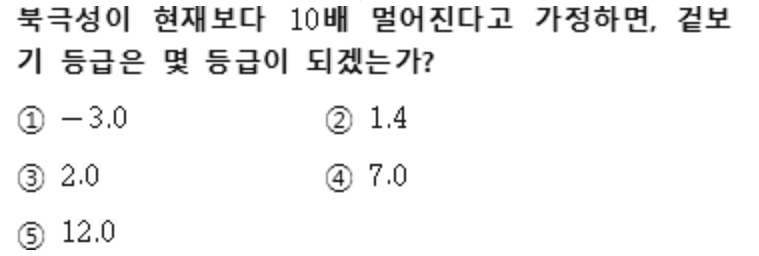 북극성이 현재보다 10배 멀어진다고 가정하면, 겉보
기 등급은 몇 등급이 되겠는가?
① −3.0 ② 1.4
③ 2.0 ④ 7.0
⑤ 12.0